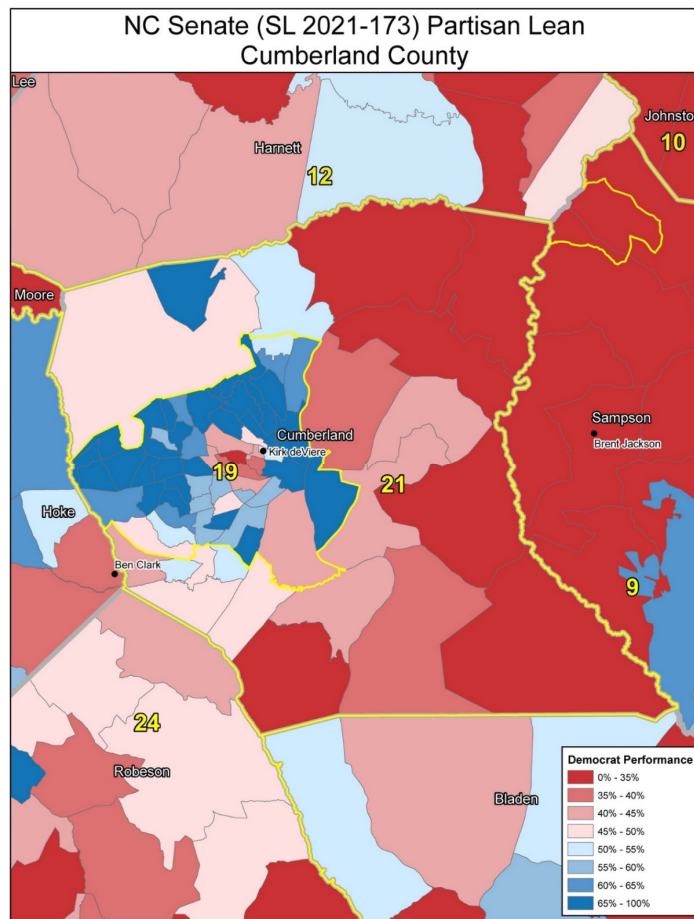 NC Senate (SL 2021-173) Partisan Lean
Cumberland County
Lee
Johnsto
10
Harnett
12
Moore
Sampson
Brent Jackson
Cumberland
Kirk deViere
19
21
Hoke
Ben Clark
9
24
Robeson
Bladen
Democrat Performance
0% - 35%
35% - 40%
40% - 45%
45% - 50%
50% - 55%
55% - 60%
60% - 65%
65% - 100%